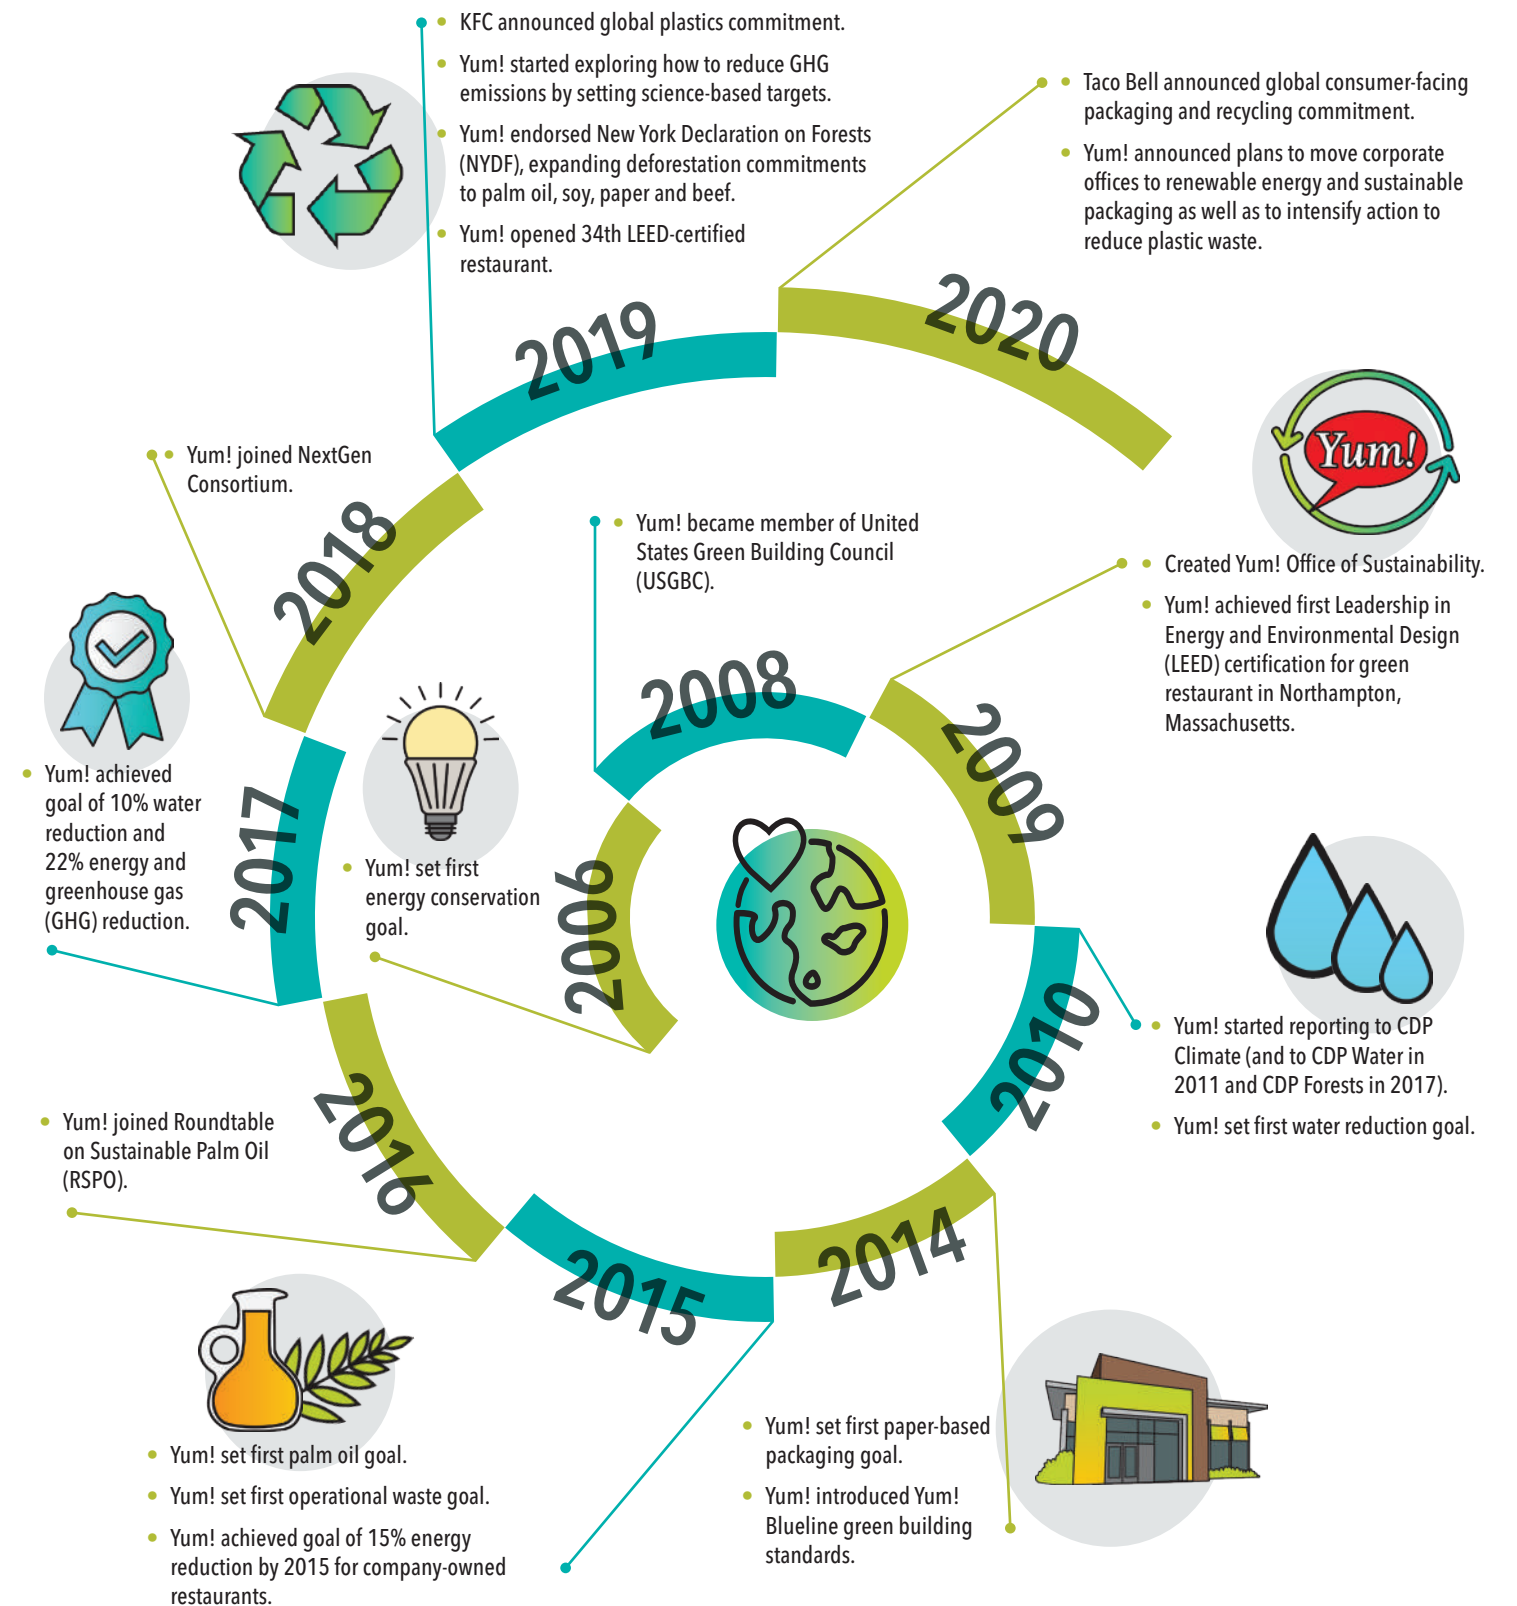 KFC announced global plastics commitment.
Yum! started exploring how to reduce GHG
emissions by setting science-based targets.
Yum! endorsed New York Declaration on Forests
(NYDF), expanding deforestation commitments
to palm oil, soy, paper and beef.
Yum! opened 34th LEED-certified
restaurant.
Taco Bell announced global consumer-facing
packaging and recycling commitment.
Yum! announced plans to move corporate
offices to renewable energy and sustainable
packaging as well as to intensify action to
reduce plastic waste.
2019
2020
Yum!
Yum! joined NextGen
Consortium.
2018
Yum! became member of United
States Green Building Council
(USGBC).
Created Yum! Office of Sustainability.
Yum! achieved first Leadership in
Energy and Environmental Design
(LEED) certification for green
restaurant in Northampton,
Massachusetts.
2008
2009
Yum! achieved
goal of 10% water
reduction and
22% energy and
greenhouse gas
(GHG) reduction.
2017
Yum! set first
energy conservation
goal.
2006
2010
Yum! started reporting to CDP
Climate (and to CDP Water in
2011 and CDP Forests in 2017).
Yum! set first water reduction goal.
Yum! joined Roundtable
on Sustainable Palm Oil
(RSPO).
2016
2015
2014
Yum! set first palm oil goal.
Yum! set first operational waste goal.
Yum! achieved goal of 15% energy
reduction by 2015 for company-owned
restaurants.
Yum! set first paper-based
packaging goal.
Yum! introduced Yum!
Blueline green building
standards.